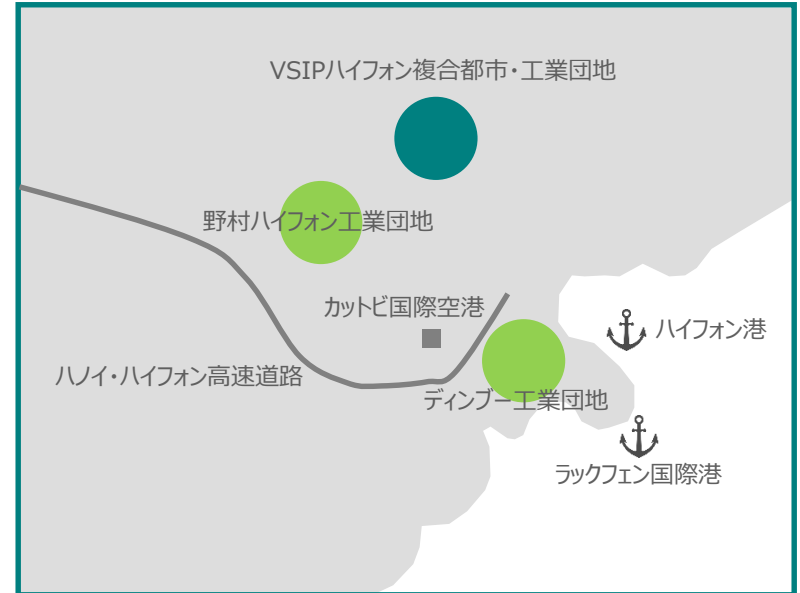 VSIPハイフォン複合都市・工業団地
野村ハイフォン工業団地
カットビ国際空港
ハイフォン港
ハノイ・ハイフォン高速道路
ディンブー工業団地
ラックフェン国際港